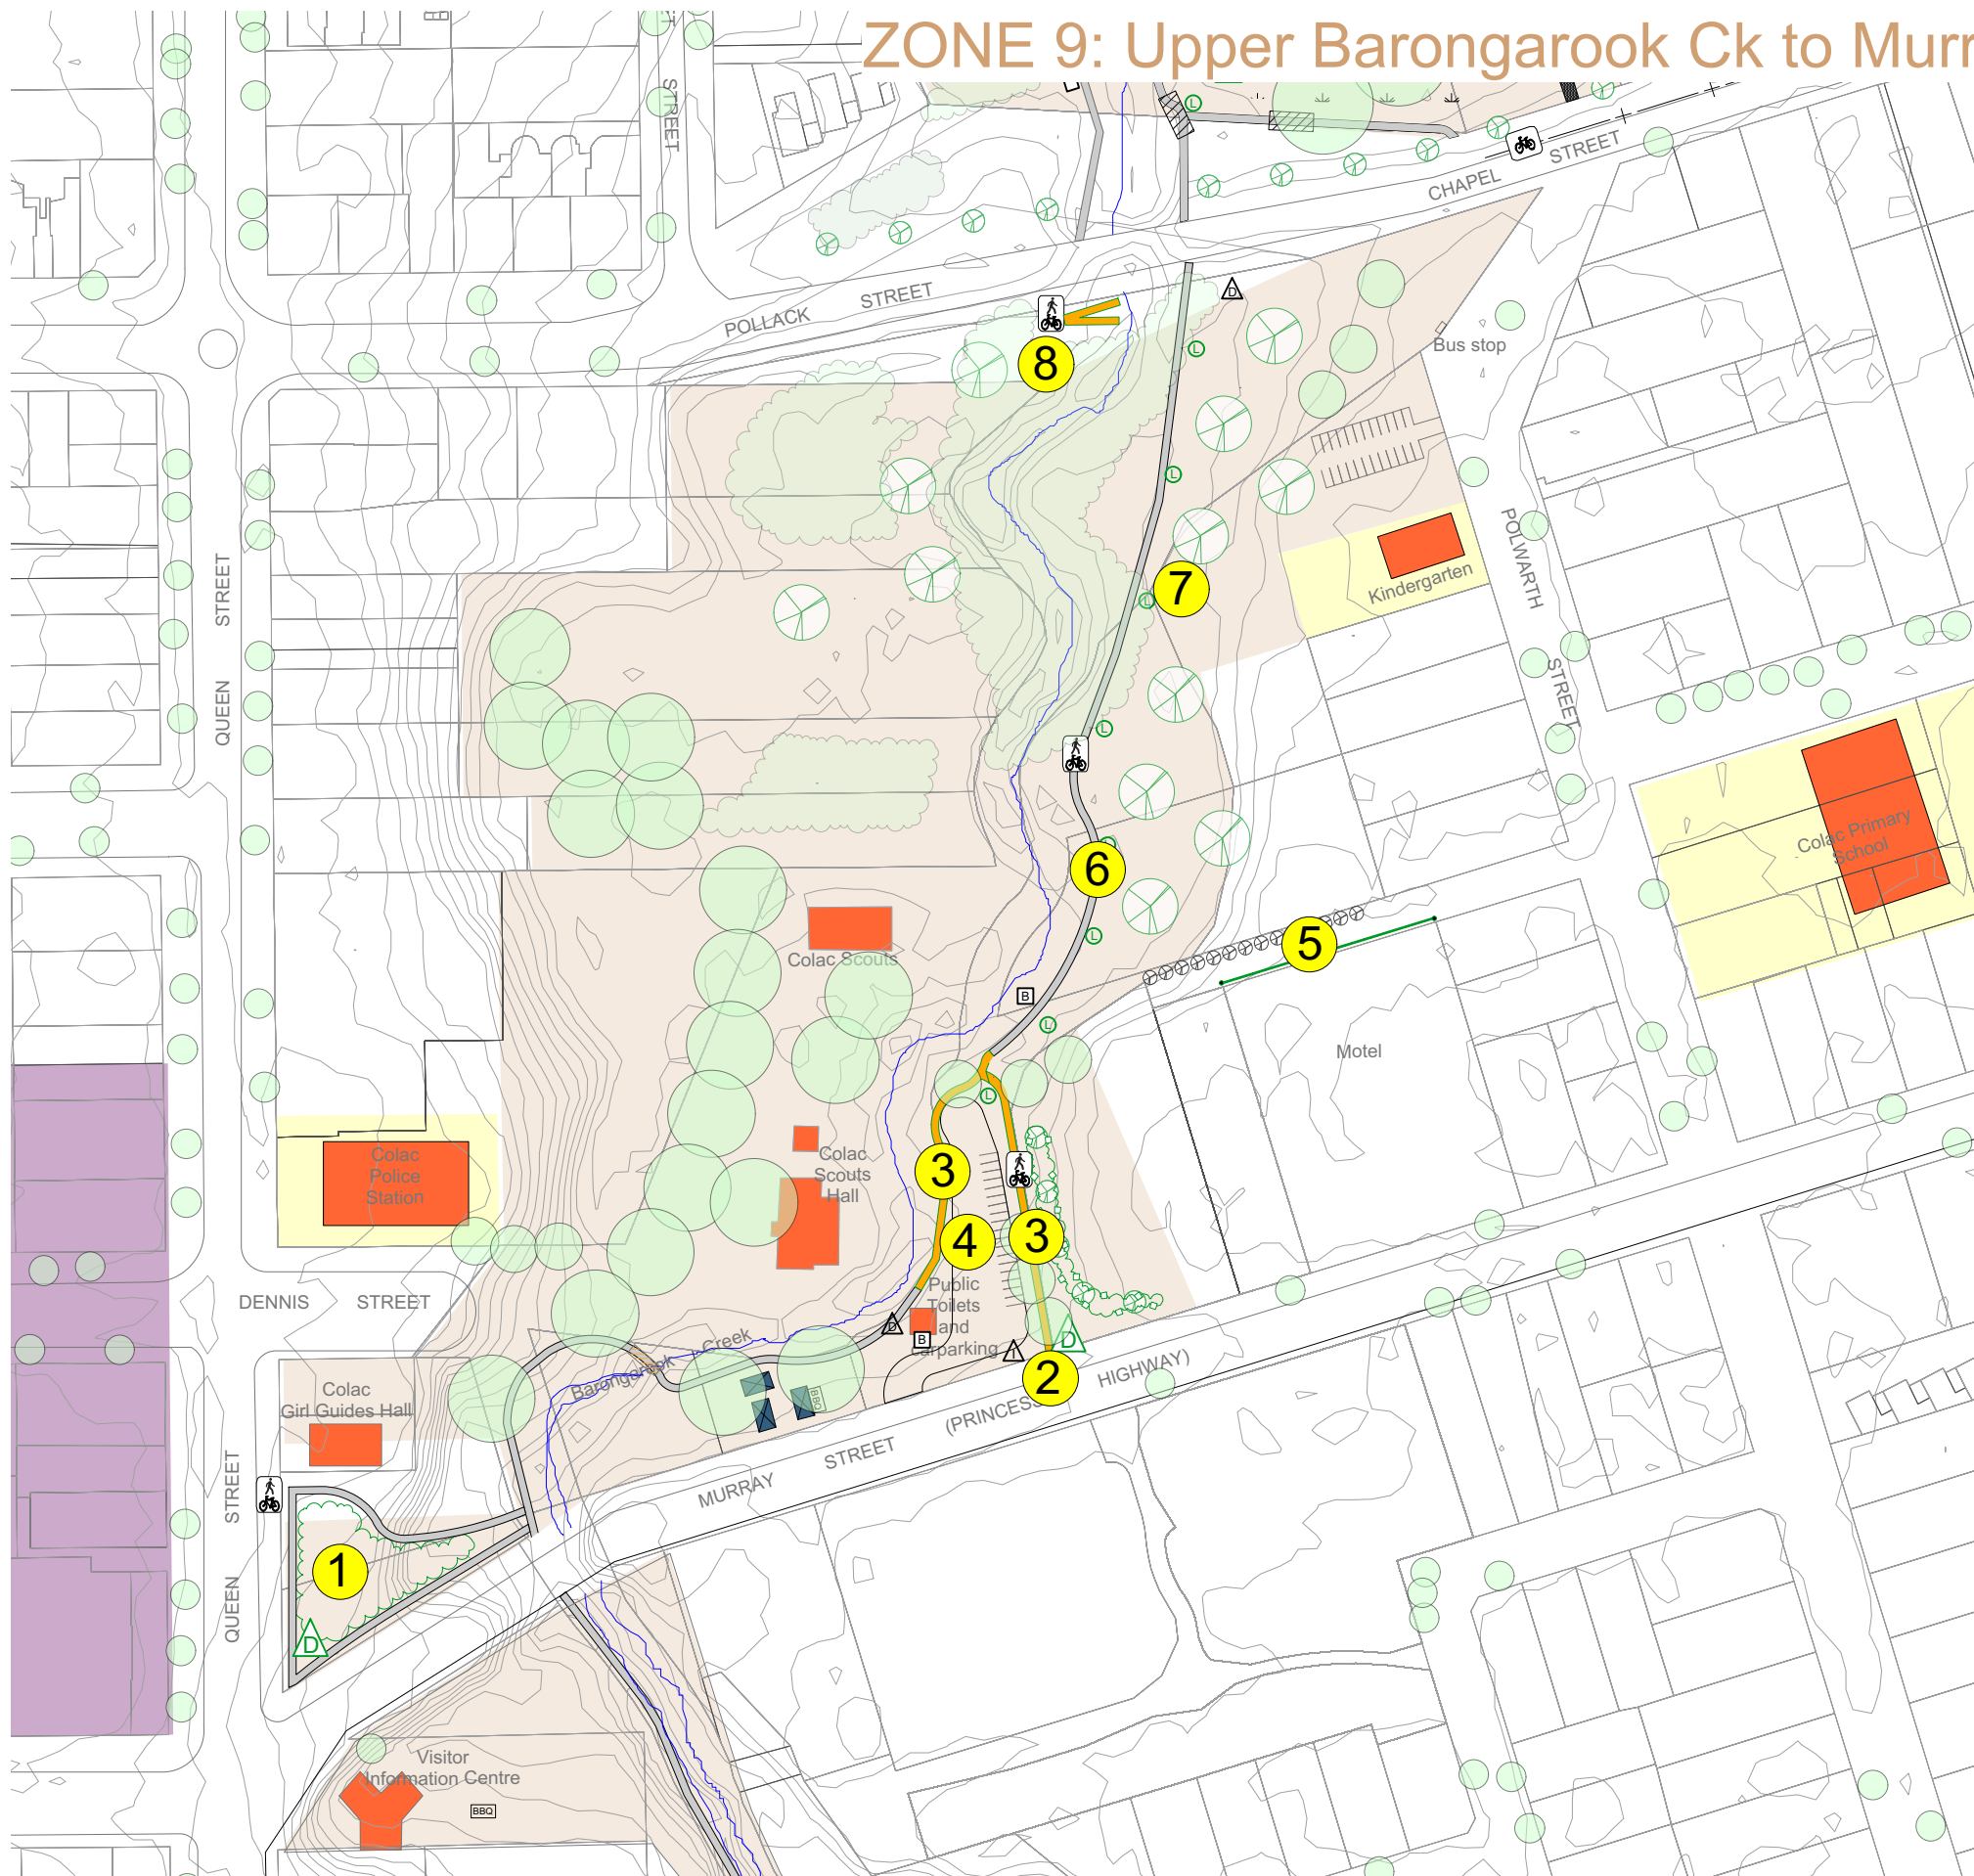 ZONE 9: Upper Barongarook Ck to Murr
STREET
L
STREET
CHAPEL
STREET
POLLACK
D
8
L
Bus stop
L
POLWARTH
STREET
Kindergarten
7
L
QUEEN
STREET
L
Colac Primary
School
6
5
L
Colac Scouts
B
L
Motel
L
Colac
Police
Station
Colac
Scouts
Hall
3
4
3
DENNIS
STREET
Public
Toilets
and
carparking
D
B
I
D
2
Barongarook
Creek
BBQ
(PRINCESS
HIGHWAY)
MURRAY
STREET
Colac
Girl Guides Hall
QUEEN
STREET
1
D
Visitor
Information Centre
BBQ